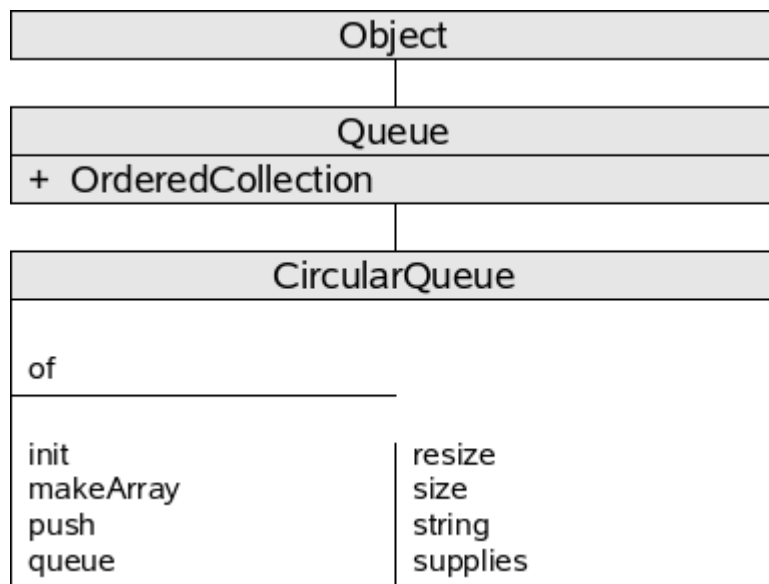 Object
Queue
+ OrderedCollection
CircularQueue
of
init
makeArray
push
queue
resize
size
string
supplies